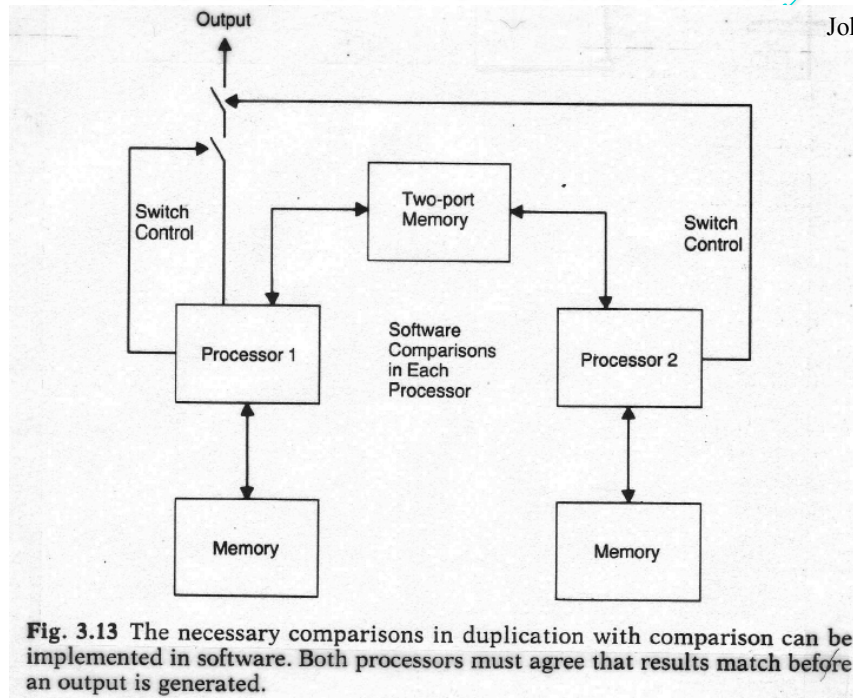 Output
Joh
Two-port
Memory
Switch
Control
Switch
Control
Software
Comparisons
in Each
Processor
Processor 1
Processor 2
Memory
Memory
Fig. 3.13 The necessary comparisons in duplication with comparison can be
implemented in software. Both processors must agree that results match before
an output is generated.